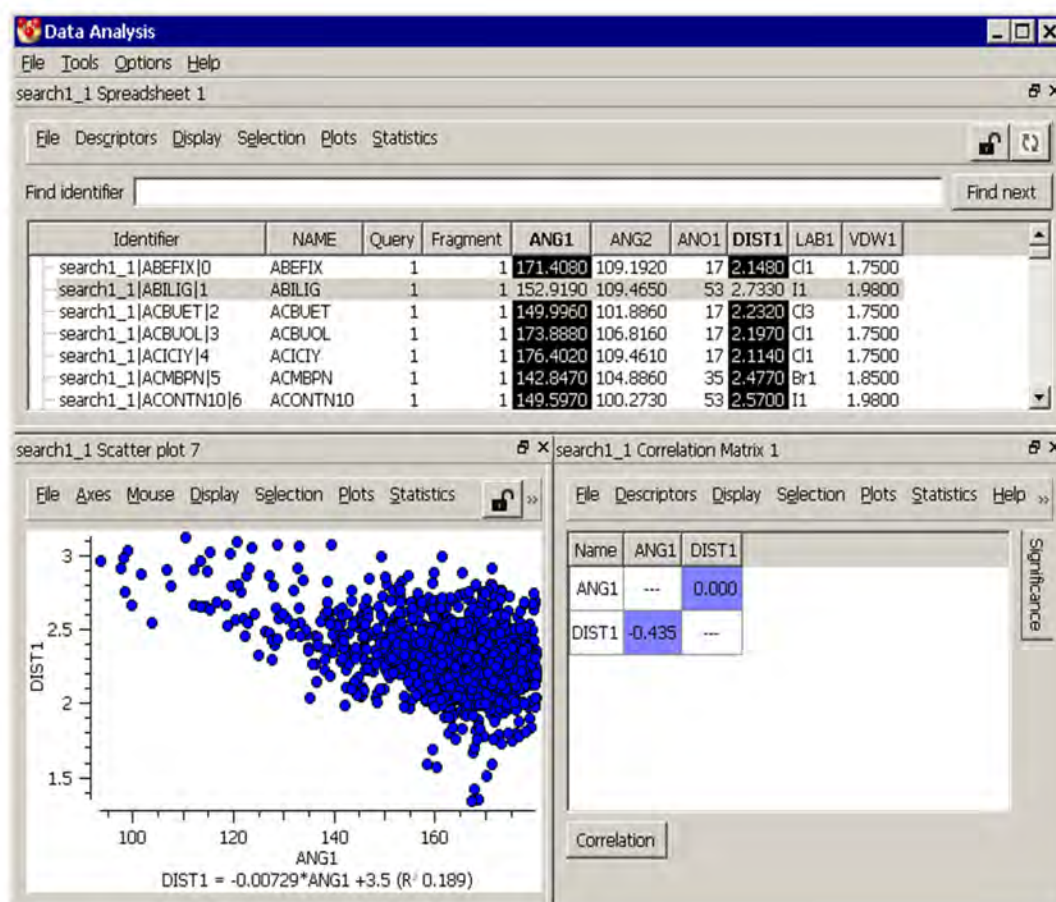 Data Analysis
File Tools Options Help
search1_1 Spreadsheet 1
File Descriptors Display Selection Plots Statistics
Find identifier Find next
Identifier NAME Query Fragment ANG1 ANG2 ANO1 DIST1 LAB1 VDW1
search1_1|ABEFIX|0 ABEFIX 1 1 171.4080 109.1920 17 2.1480 Cl1 1.7500
search1_1|ABILIG|1 ABILIG 1 1 152.9190 109.4650 53 2.7330 I1 1.9800
search1_1|ACBUET|2 ACBUET 1 1 149.9960 101.8860 17 2.2320 Cl3 1.7500
search1_1|ACBUOL|3 ACBUOL 1 1 173.8880 106.8160 17 2.1970 Cl1 1.7500
search1_1|ACICIY|4 ACICIY 1 1 176.4020 109.4610 17 2.1140 Cl1 1.7500
search1_1|ACMBPN|5 ACMBPN 1 1 142.8470 104.8860 35 2.4770 Br1 1.8500
search1_1|ACONTN10|6 ACONTN10 1 1 149.5970 100.2730 53 2.5700 I1 1.9800
search1_1 Scatter plot 7
File Axes Mouse Display Selection Plots Statistics »
3
2.5
2
1.5
DIST1
100 120 140 160
ANG1
DIST1 = -0.00729*ANG1 +3.5 (R² 0.189)
search1_1 Correlation Matrix 1
File Descriptors Display Selection Plots Statistics Help »
Name ANG1 DIST1
ANG1 --- 0.000
DIST1 -0.435 ---
Significance
Correlation